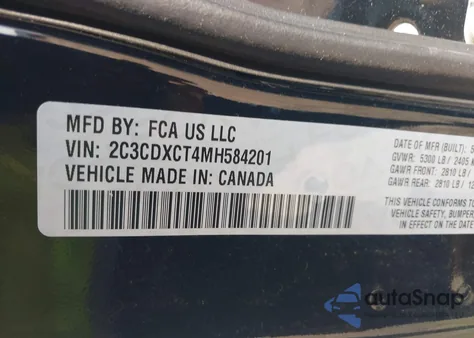 MFD BY: FCA US LLC
VIN: 2C3CDXCT4MH584201
VEHICLE MADE IN: CANADA
DATE OF MFR (BUILT): 5
GVWR: 5300 LB / 2405
GAWR FRONT: 2810 LB /
GAWR REAR: 2810 LB / 1
THIS VEHICLE CONFORMS
VEHICLE SAFETY, BUMPER,
IN EFFECT ON THE DATE
autoSnap